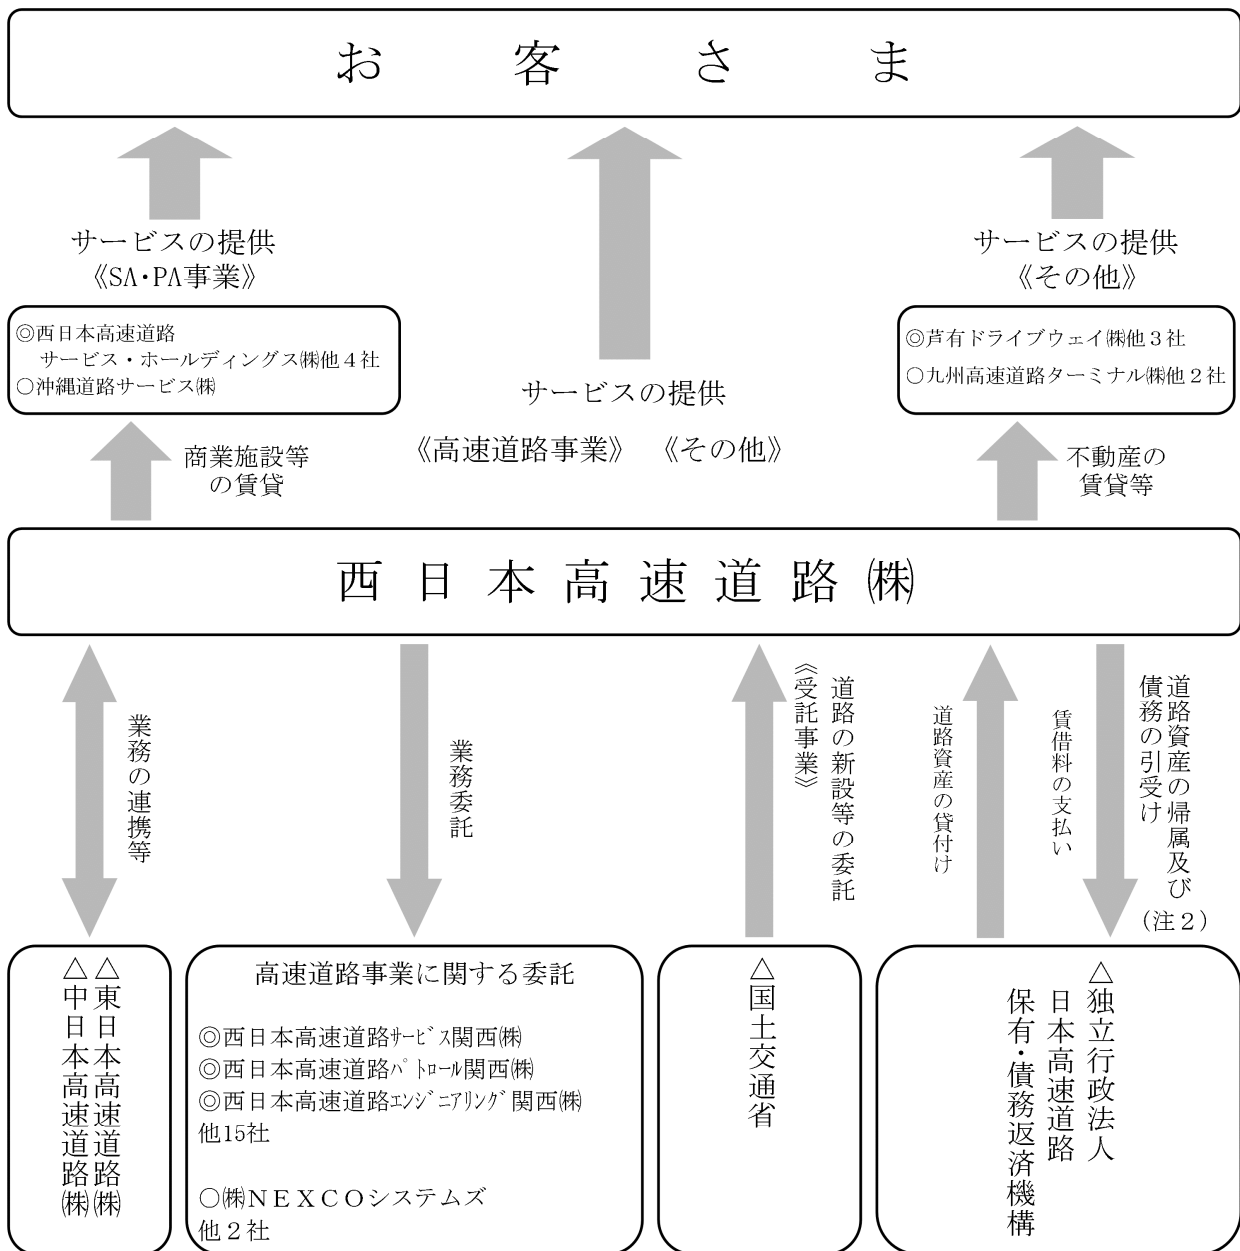 お客さま
サービスの提供
《SA・PA事業》
サービスの提供
《その他》
◎西日本高速道路
サービス・ホールディングス㈱他４社
○沖縄道路サービス㈱
◎芦有ドライブウェイ㈱他３社
○九州高速道路ターミナル㈱他２社
サービスの提供
《高速道路事業》　《その他》
商業施設等
の賃貸
不動産の
賃貸等
西日本高速道路㈱
業務の連携等
業務委託
道路の新設等の委託
《受託事業》
道路資産の貸付け
賃借料の支払い
道路資産の帰属及び
債務の引受け
（注２）
△東日本高速道路㈱
△中日本高速道路㈱
高速道路事業に関する委託
◎西日本高速道路ｻｰﾋﾞｽ関西㈱
◎西日本高速道路ﾊﾟﾄﾛｰﾙ関西㈱
◎西日本高速道路ｴﾝｼﾞﾆｱﾘﾝｸﾞ関西㈱
他15社
○㈱ＮＥＸＣＯシステムズ
他２社
△国土交通省
△独立行政法人
日本高速道路
保有・債務返済機構